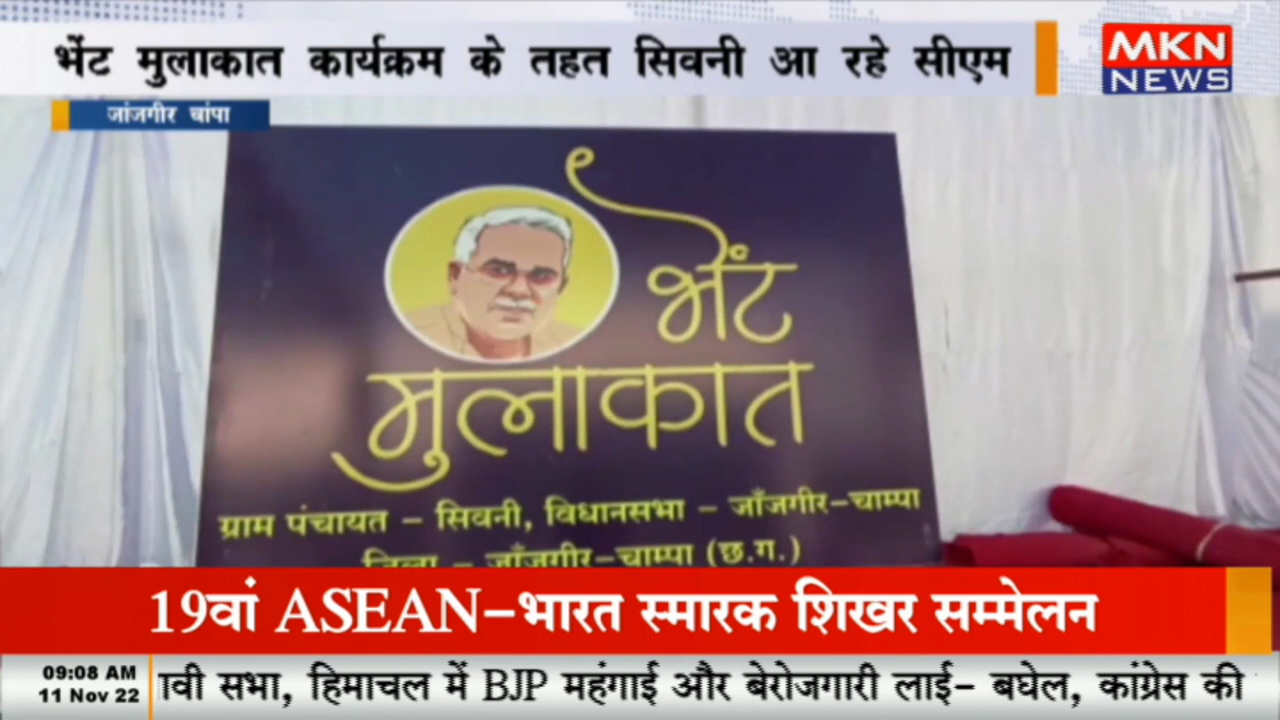 भेंट मुलाकात कार्यक्रम के तहत सिवनी आ रहे सीएम
MKN
NEWS
जांजगीर चांपा
भेंट
मुलाकात
ग्राम पंचायत – सिवनी, विधानसभा – जाँजगीर–चाम्पा
जिला – जाँजगीर–चाम्पा (छ.ग.)
19वां ASEAN–भारत स्मारक शिखर सम्मेलन
09:08 AM
11 Nov 22
ावी सभा, हिमाचल में BJP महंगाई और बेरोजगारी लाई– बघेल, कांग्रेस की